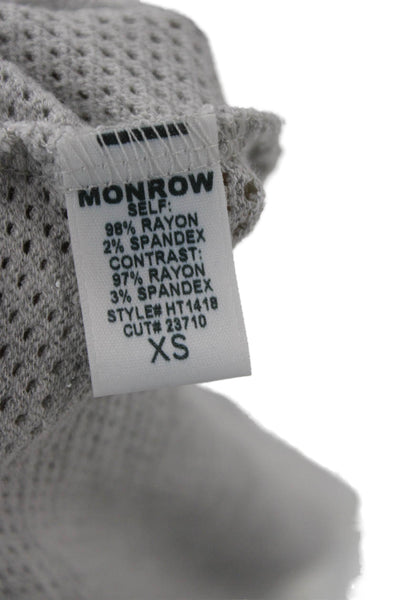 MONROW
SELF:
98% RAYON
2% SPANDEX
CONTRAST:
97% RAYON
3% SPANDEX
STYLE# HT1418
CUT# 23710
XS